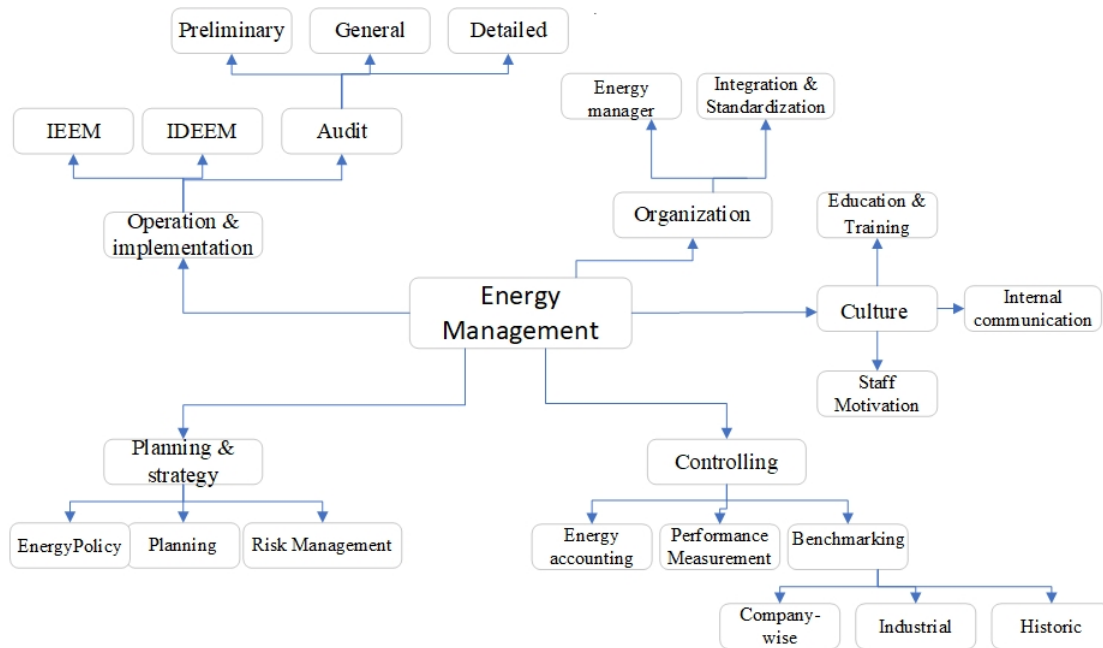 Preliminary
General
Detailed
Energy
manager
Integration &
Standardization
IEEM
IDEEM
Audit
Operation &
implementation
Organization
Education &
Training
Energy
Management
Culture
Internal
communication
Staff
Motivation
Planning &
strategy
Controlling
EnergyPolicy
Planning
Risk Management
Energy
accounting
Performance
Measurement
Benchmarking
Company-
wise
Industrial
Historic